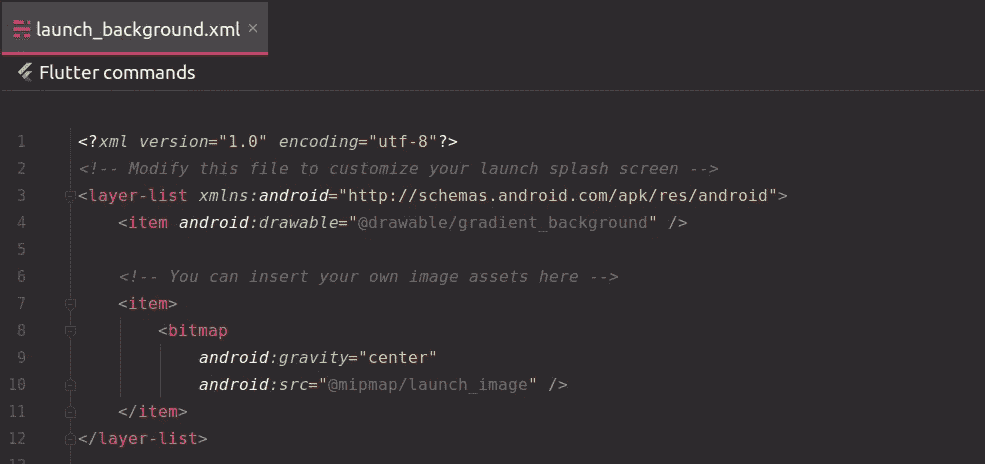 launch_background.xml ×
Flutter commands
1 <?xml version="1.0" encoding="utf-8"?>
2 <!-- Modify this file to customize your launch splash screen -->
3 <layer-list xmlns:android="http://schemas.android.com/apk/res/android">
4     <item android:drawable="@drawable/gradient_background" />
5
6     <!-- You can insert your own image assets here -->
7     <item>
8         <bitmap
9             android:gravity="center"
10             android:src="@mipmap/launch_image" />
11     </item>
12 </layer-list>
13